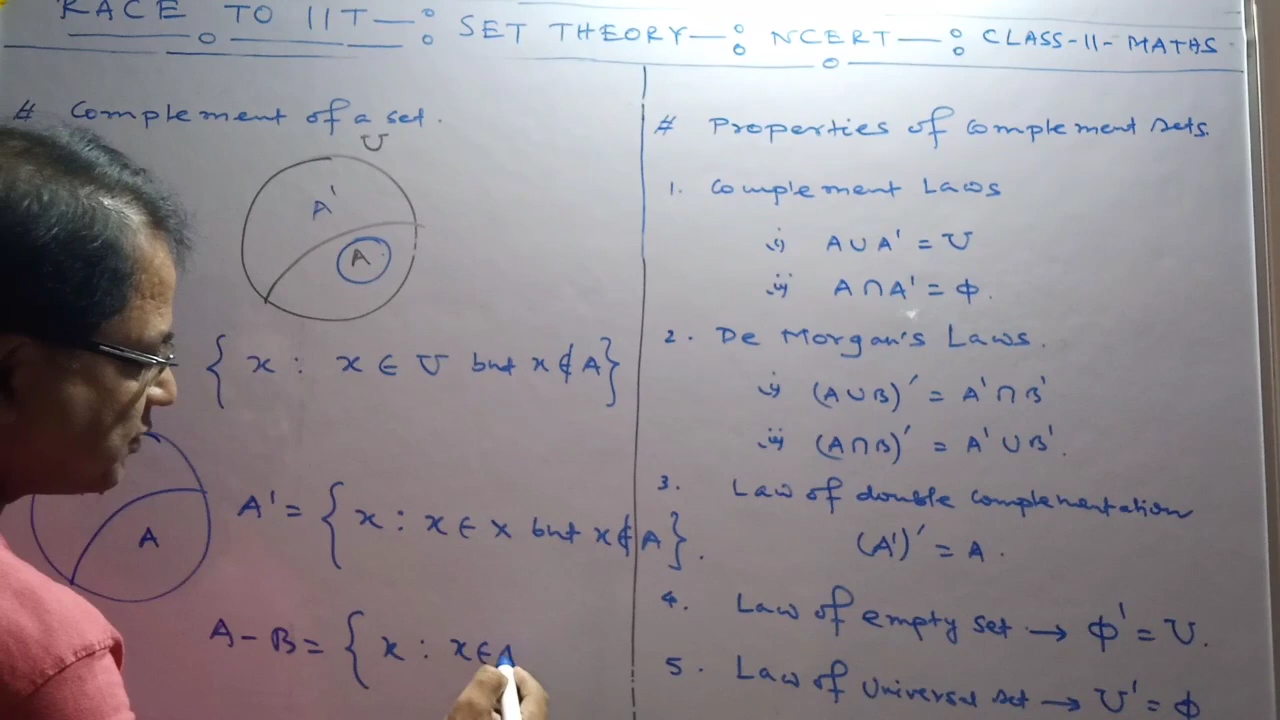 RACE TO IIT—: SET THEORY—: NCERT—: CLASS-11-MATHS
# Complement of a set.
U
A'
A
{ x : x ∈ U but x ∉ A}
A
A' = { x : x ∈ X but x ∉ A}.
A - B = { x : x ∈ A
# Properties of complement sets.
1. Complement Laws
i) A ∪ A' = U
ii) A ∩ A' = ϕ.
2. De Morgan's Laws.
i) (A ∪ B)' = A' ∩ B'
ii) (A ∩ B)' = A' ∪ B'.
3. Law of double complementation
(A')' = A.
4. Law of empty set → ϕ' = U.
5. Law of Universal set → U' = ϕ